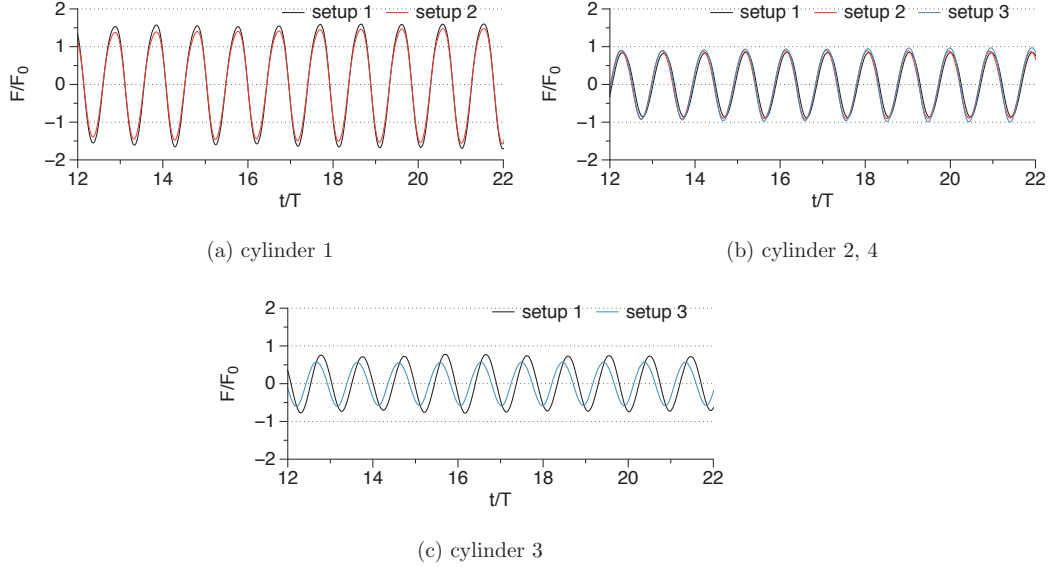 setup 1 setup 2
2
1
0
−1
−2
F/F0
12 14 16 18 20 22
t/T
(a) cylinder 1
setup 1 setup 2 setup 3
2
1
0
−1
−2
F/F0
12 14 16 18 20 22
t/T
(b) cylinder 2, 4
setup 1 setup 3
2
1
0
−1
−2
F/F0
12 14 16 18 20 22
t/T
(c) cylinder 3